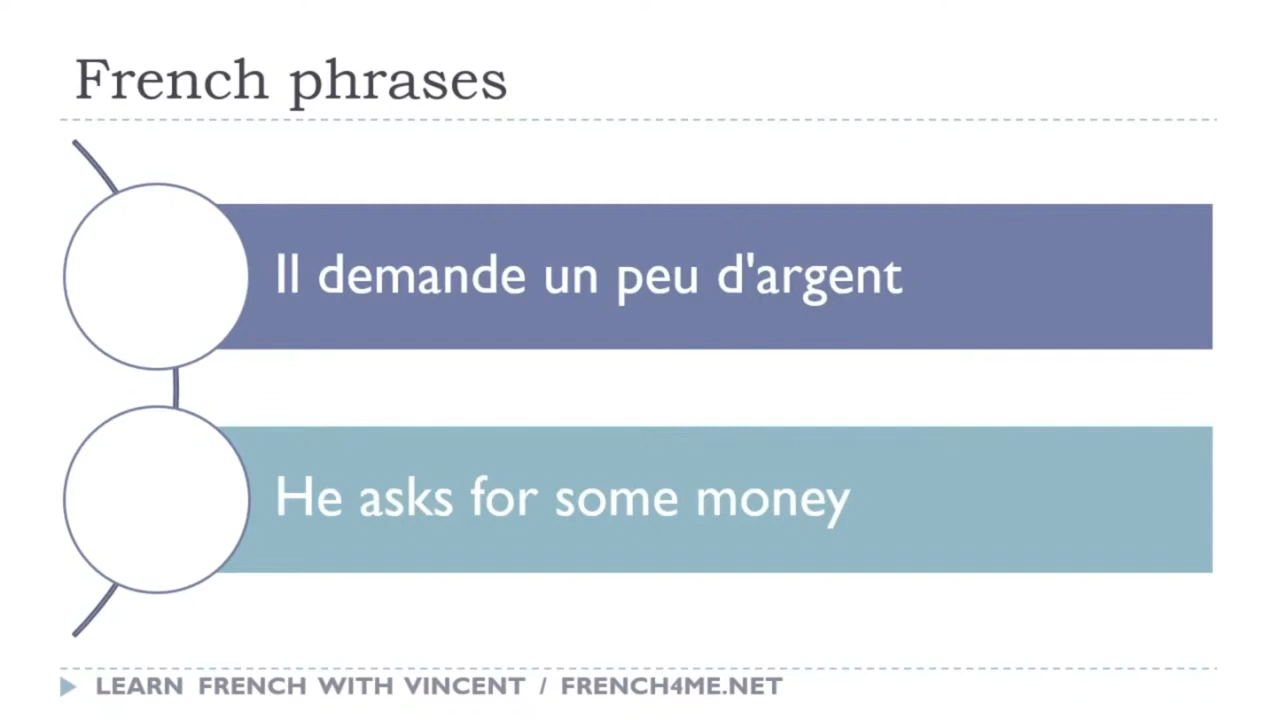 French phrases
Il demande un peu d'argent
He asks for some money
LEARN FRENCH WITH VINCENT / FRENCH4ME.NET